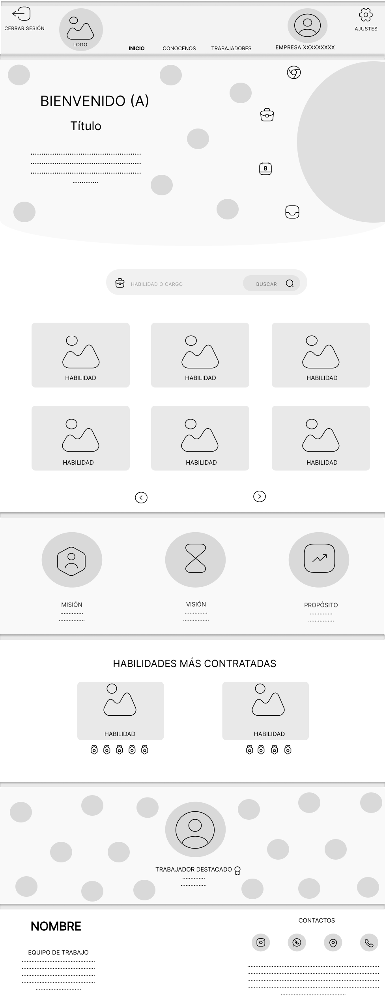 CERRAR SESIÓN
LOGO
INICIO
CONOCENOS
TRABAJADORES
EMPRESA XXXXXXXXX
AJUSTES
BIENVENIDO (A)
Título
................................................
................................................
................................................
............
8
HABILIDAD O CARGO
BUSCAR
HABILIDAD
HABILIDAD
HABILIDAD
HABILIDAD
HABILIDAD
HABILIDAD
MISIÓN
..............
................
VISIÓN
..............
................
PROPÓSITO
..............
................
HABILIDADES MÁS CONTRATADAS
HABILIDAD
HABILIDAD
TRABAJADOR DESTACADO
..............
................
NOMBRE
EQUIPO DE TRABAJO
..............................................
..............................................
..............................................
..............................................
............................
CONTACTOS
...................................................................................
...................................................................................
...................................................................................
...................................................................................
.........................................